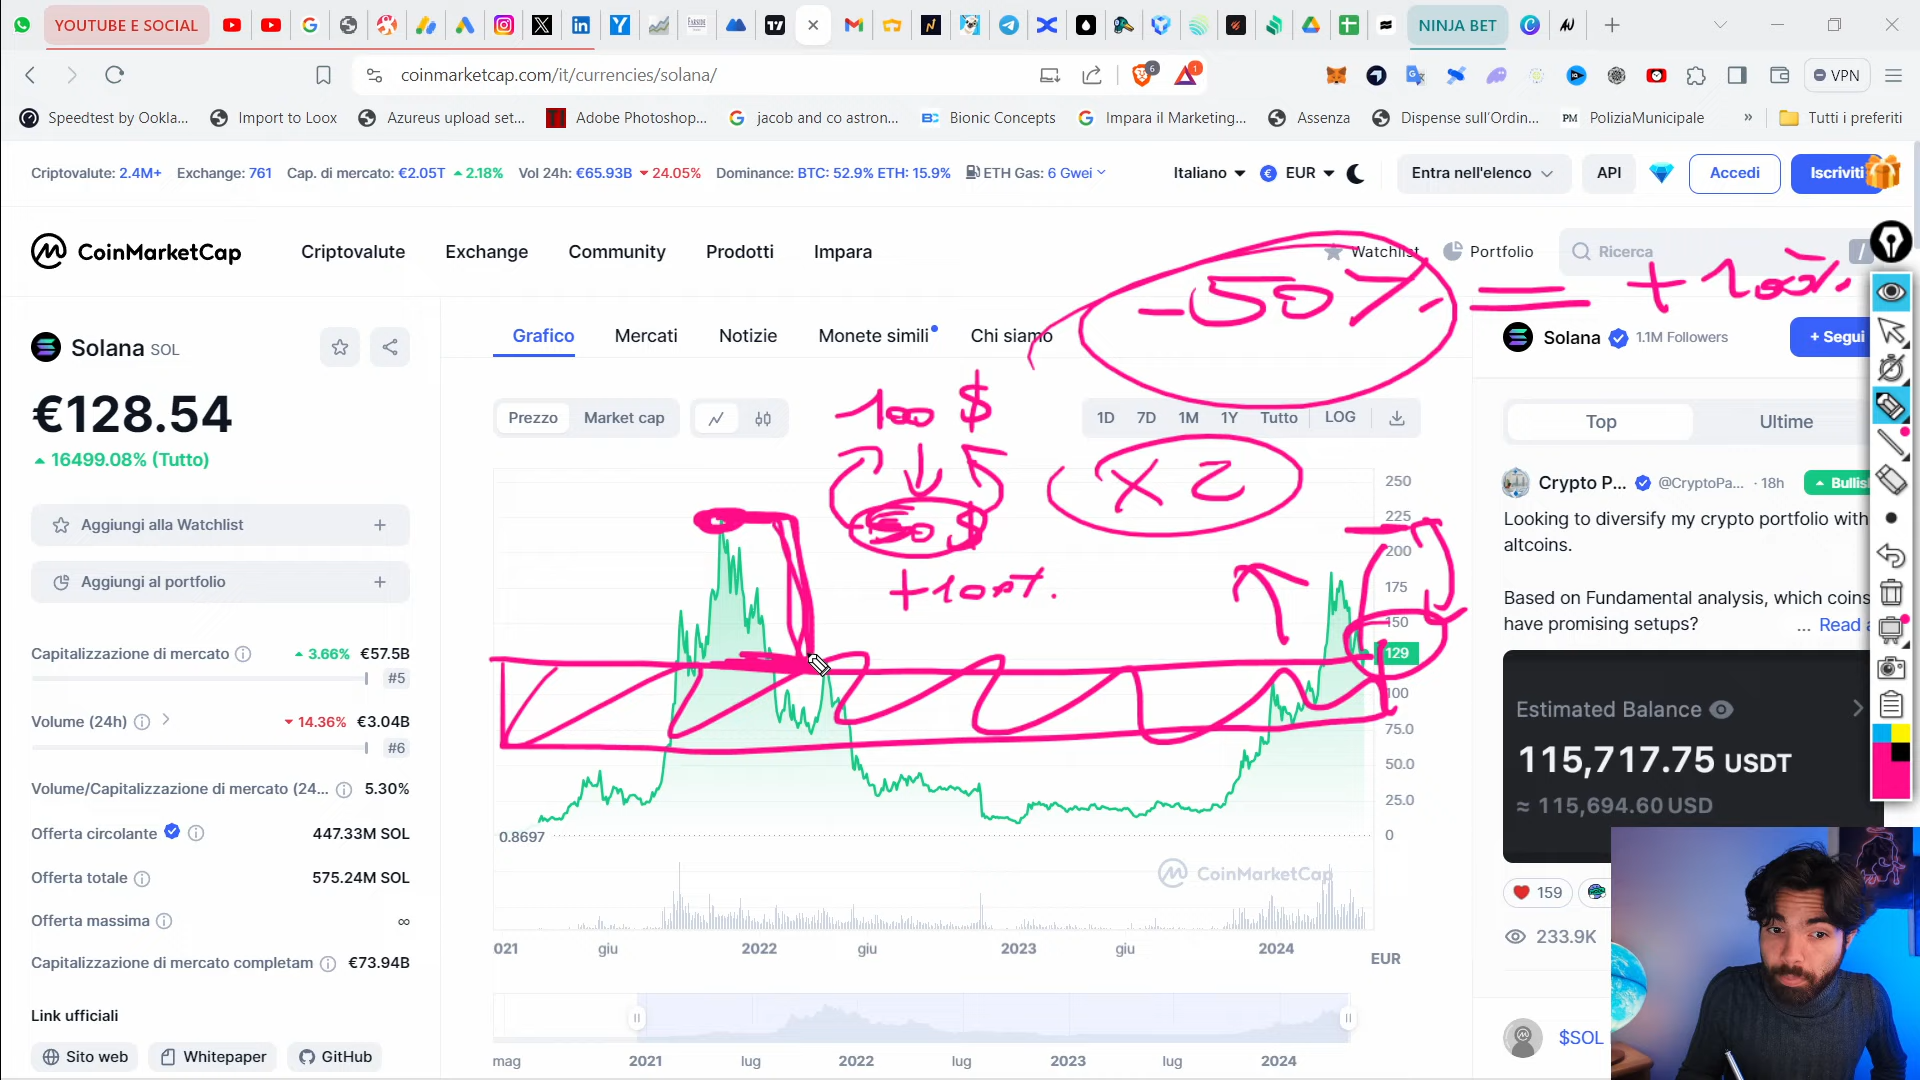 YOUTUBE E SOCIAL
NINJA BET
coinmarketcap.com/it/currencies/solana/
6
1
VPN
Speedtest by Ookla...
Import to Loox
Azureus upload set...
Adobe Photoshop...
jacob and co astron...
Bionic Concepts
Impara il Marketing...
Assenza
Dispense sull'Ordin...
PM PoliziaMunicipale
»
Tutti i preferiti
Criptovalute: 2.4M+
Exchange: 761
Cap. di mercato: €2.05T 2.18%
Vol 24h: €65.93B 24.05%
Dominance: BTC: 52.9% ETH: 15.9%
ETH Gas: 6 Gwei
Italiano
EUR
Entra nell'elenco
API
Accedi
Iscriviti
CoinMarketCap
Criptovalute
Exchange
Community
Prodotti
Impara
Watchlist
Portfolio
Ricerca
/
-50% = +100%
Solana SOL
€128.54
16499.08% (Tutto)
Aggiungi alla Watchlist +
Aggiungi al portfolio +
Capitalizzazione di mercato 3.66% €57.5B
#5
Volume (24h) 14.36% €3.04B
#6
Volume/Capitalizzazione di mercato (24... 5.30%
Offerta circolante 447.33M SOL
Offerta totale 575.24M SOL
Offerta massima ∞
Capitalizzazione di mercato completam €73.94B
Link ufficiali
Sito web
Whitepaper
GitHub
Grafico
Mercati
Notizie
Monete simili
Chi siamo
Prezzo
Market cap
100 $
1D
7D
1M
1Y
Tutto
LOG
x 2
50 $
+100%.
250
225
200
175
150
129
100
75.0
50.0
25.0
0
0.8697
CoinMarketCap
021
giu
2022
giu
2023
giu
2024
EUR
mag
2021
lug
2022
lug
2023
lug
2024
Solana
1.1M Followers
+ Segui
Top
Ultime
Crypto P... @CryptoPa... · 18h
Bullish
Looking to diversify my crypto portfolio with
altcoins.
Based on Fundamental analysis, which coins
have promising setups?
... Read
Estimated Balance
115,717.75 USDT
≈ 115,694.60 USD
159
233.9K
$SOL